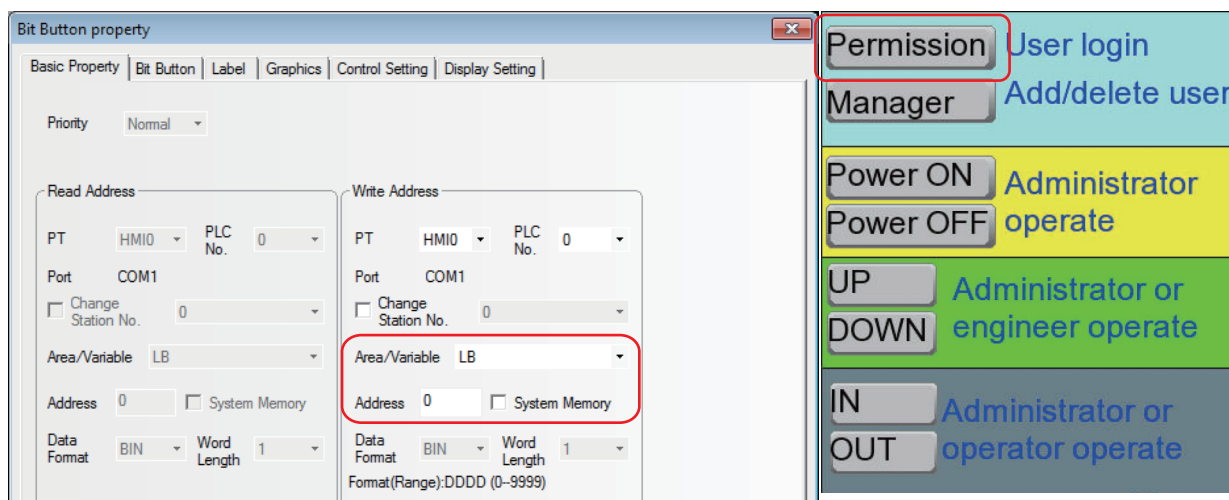 Bit Button property
Basic Property Bit Button Label Graphics Control Setting Display Setting
Priority Normal
Read Address
PT HMI0 PLC No. 0
Port COM1
Change Station No. 0
Area/Variable LB
Address 0 System Memory
Data Format BIN Word Length 1
Write Address
PT HMI0 PLC No. 0
Port COM1
Change Station No. 0
Area/Variable LB
Address 0 System Memory
Data Format BIN Word Length 1
Format(Range):DDDD (0--9999)
Permission User login
Manager Add/delete user
Power ON Administrator
Power OFF operate
UP Administrator or
DOWN engineer operate
IN Administrator or
OUT operator operate